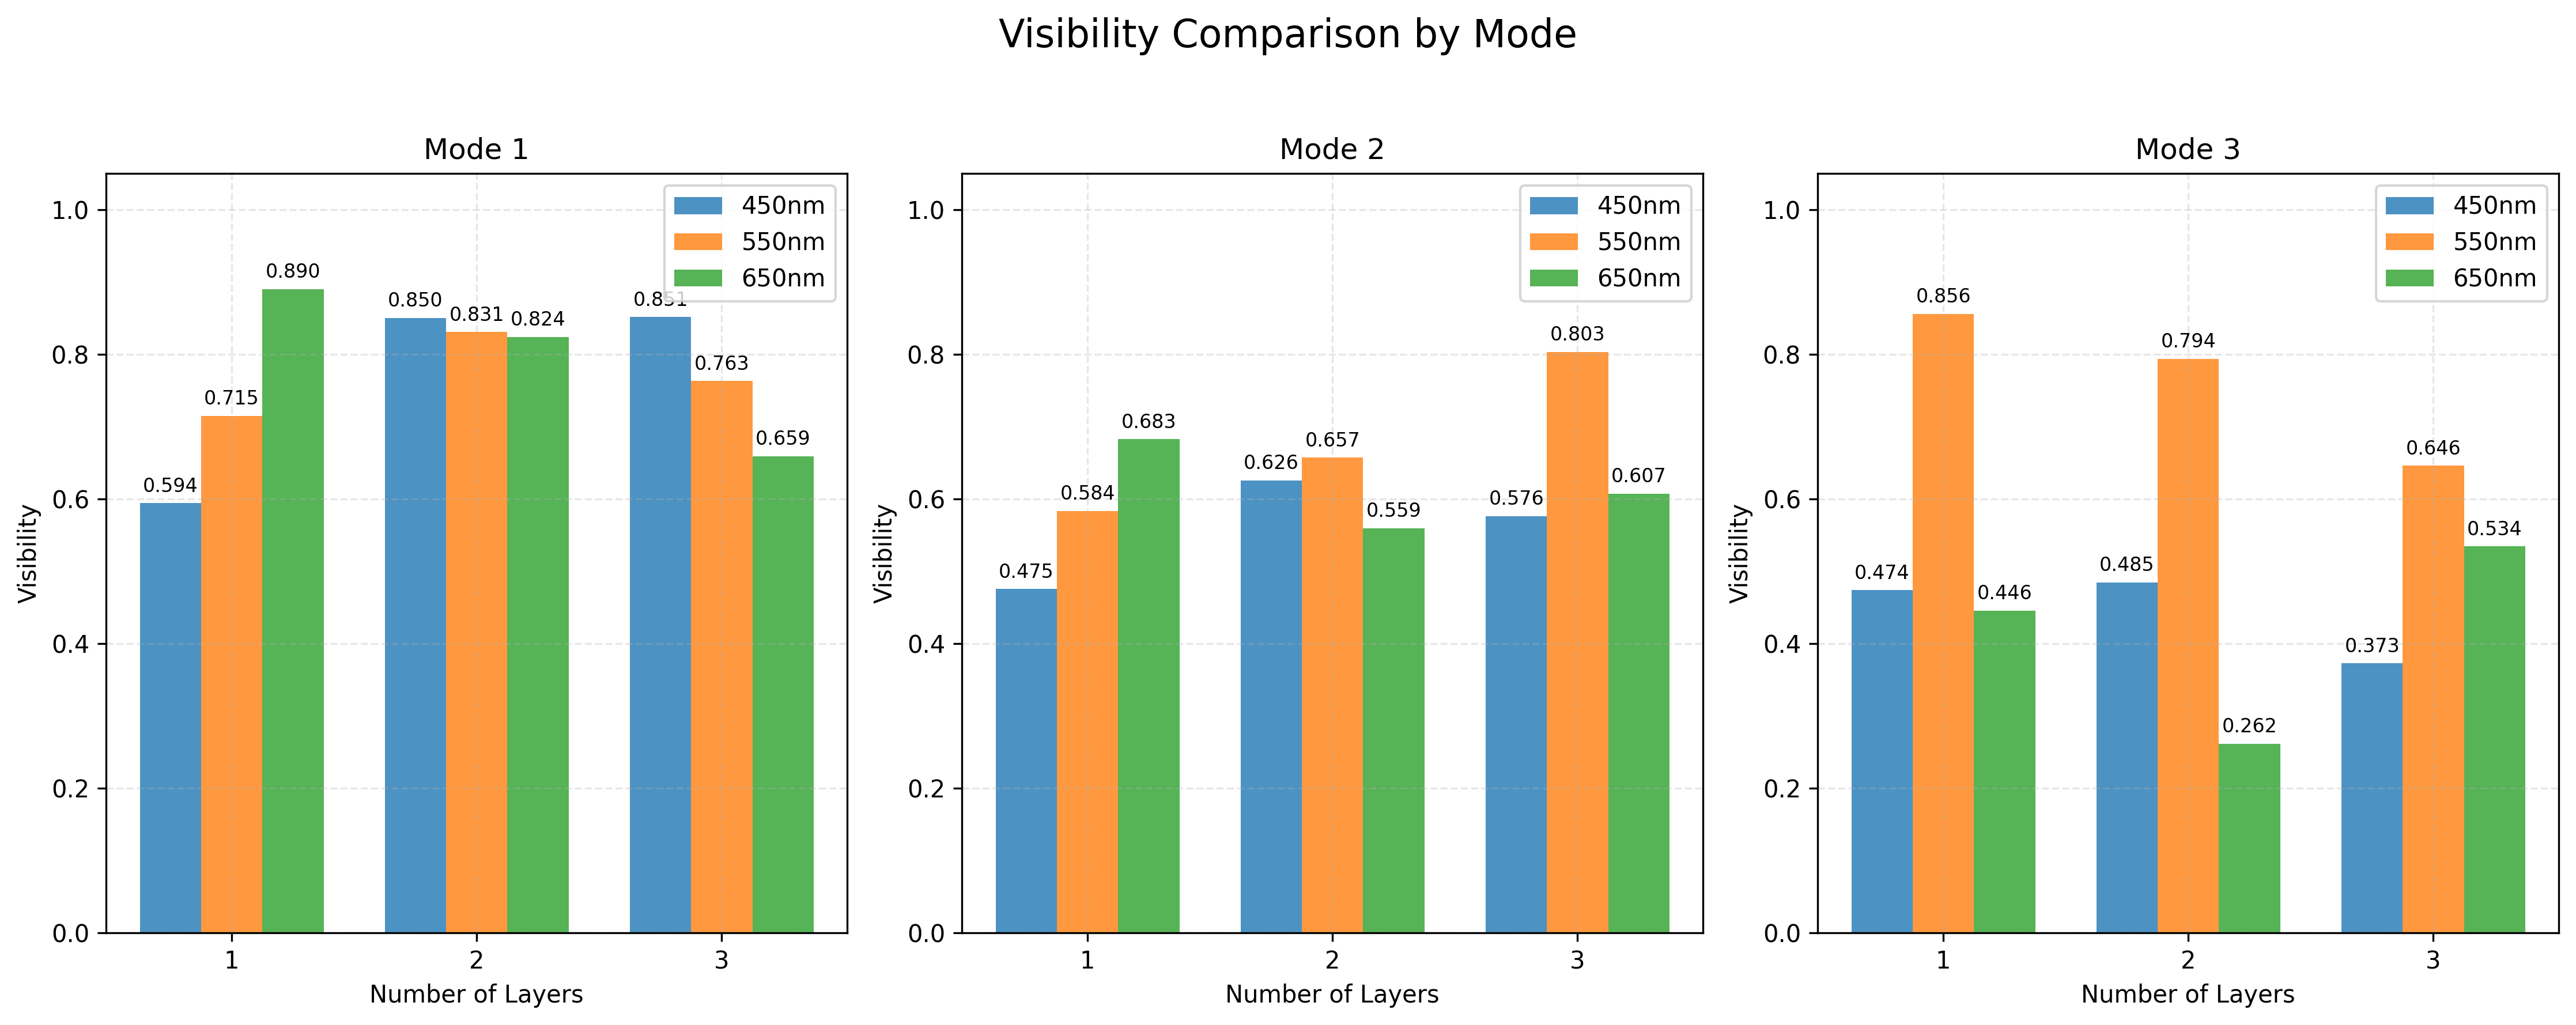 Visibility Comparison by Mode
Mode 1
Visibility
1.0
0.8
0.6
0.4
0.2
0.0
450nm
550nm
650nm
0.594
0.715
0.890
0.850
0.831
0.824
0.851
0.763
0.659
1 2 3
Number of Layers
Mode 2
Visibility
1.0
0.8
0.6
0.4
0.2
0.0
450nm
550nm
650nm
0.475
0.584
0.683
0.626
0.657
0.559
0.576
0.803
0.607
1 2 3
Number of Layers
Mode 3
Visibility
1.0
0.8
0.6
0.4
0.2
0.0
450nm
550nm
650nm
0.474
0.856
0.446
0.485
0.794
0.262
0.373
0.646
0.534
1 2 3
Number of Layers